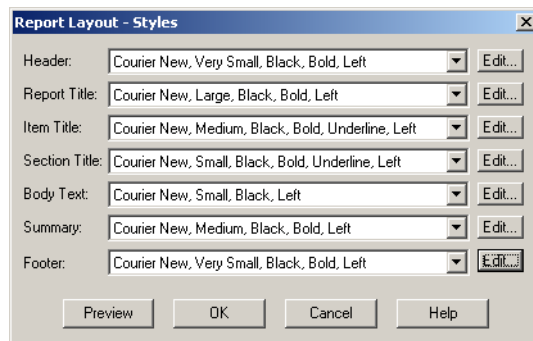 Report Layout - Styles
Header: Courier New, Very Small, Black, Bold, Left Edit...
Report Title: Courier New, Large, Black, Bold, Left Edit...
Item Title: Courier New, Medium, Black, Bold, Underline, Left Edit...
Section Title: Courier New, Small, Black, Bold, Underline, Left Edit...
Body Text: Courier New, Small, Black, Left Edit...
Summary: Courier New, Medium, Black, Bold, Left Edit...
Footer: Courier New, Very Small, Black, Bold, Left Edit...
Preview OK Cancel Help